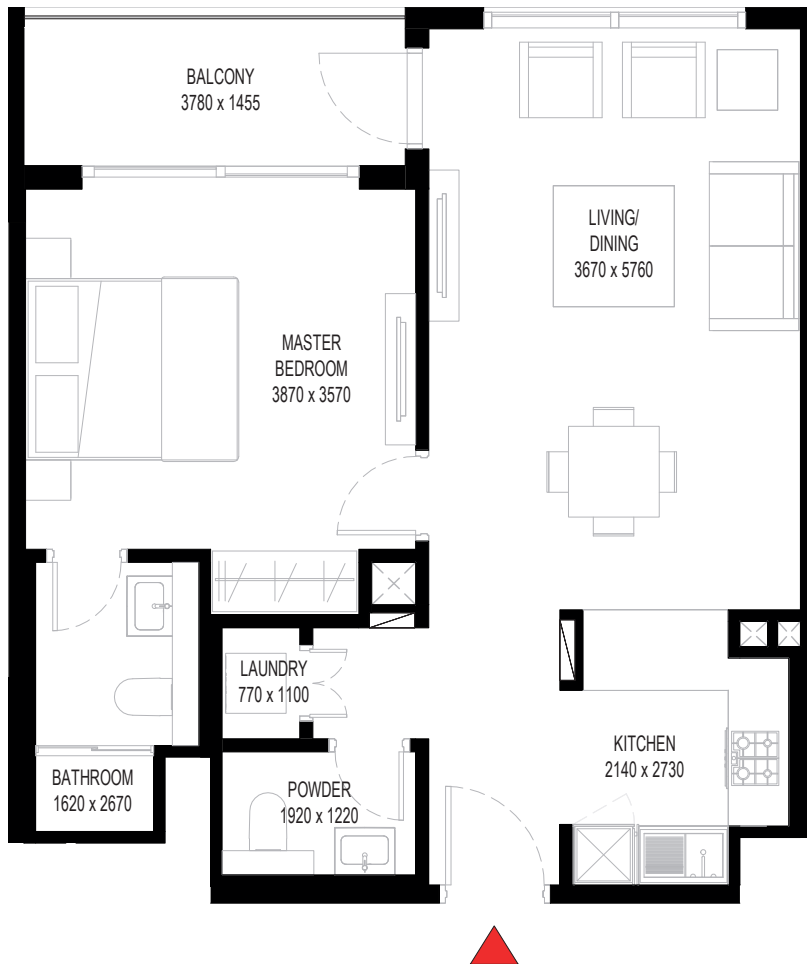 BALCONY
3780 x 1455
LIVING/
DINING
3670 x 5760
MASTER
BEDROOM
3870 x 3570
LAUNDRY
770 x 1100
KITCHEN
2140 x 2730
BATHROOM
1620 x 2670
POWDER
1920 x 1220